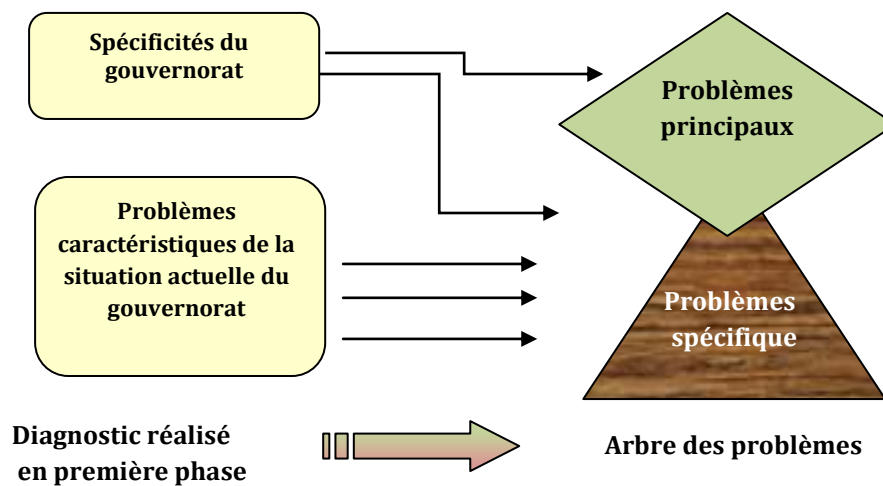 Spécificités du
gouvernorat
Problèmes
principaux
Problèmes
caractéristiques de la
situation actuelle du
gouvernorat
Problèmes
spécifique
Diagnostic réalisé
en première phase
Arbre des problèmes